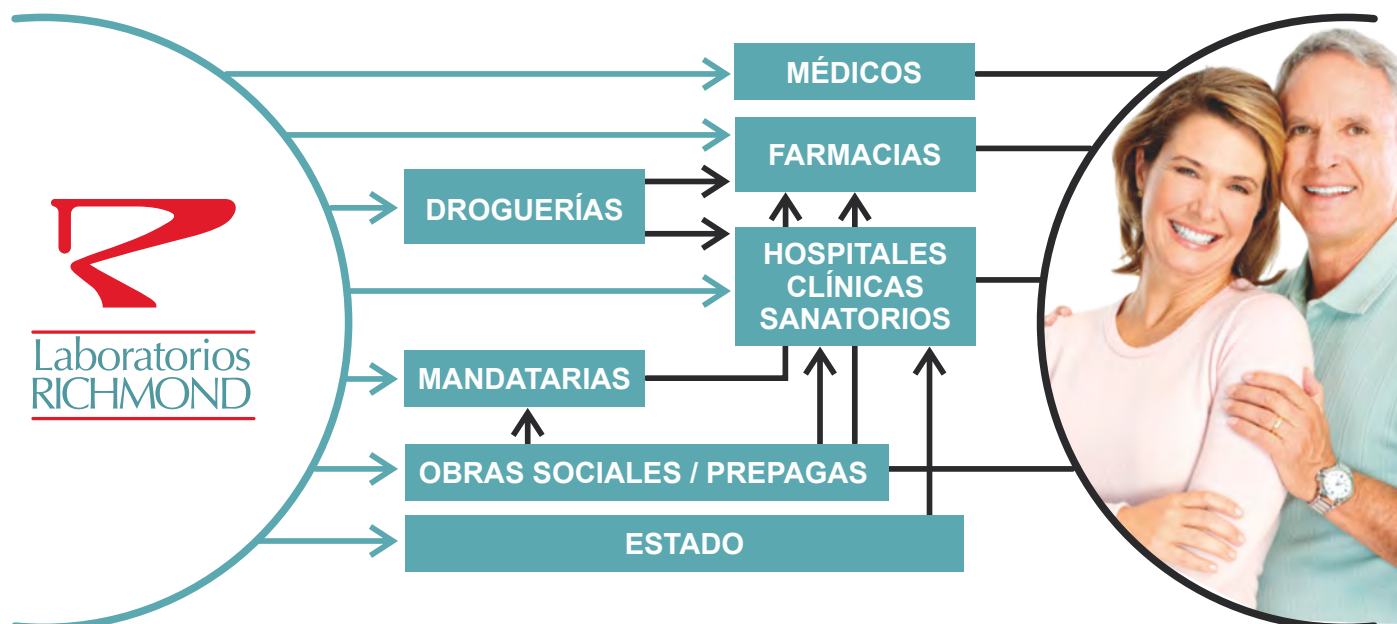 MÉDICOS
FARMACIAS
DROGUERÍAS
HOSPITALES
CLÍNICAS
SANATORIOS
Laboratorios
RICHMOND
MANDATARIAS
OBRAS SOCIALES / PREPAGAS
ESTADO